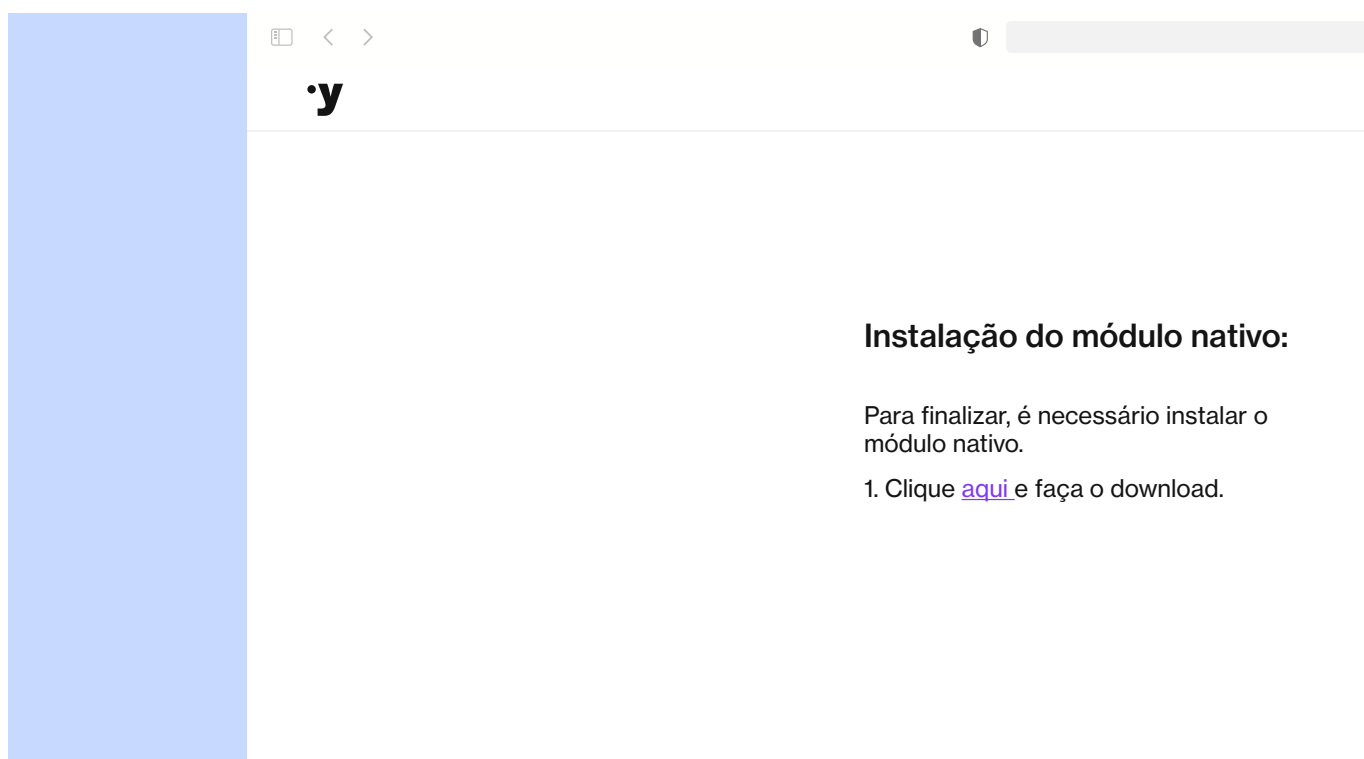 ·y
Instalação do módulo nativo:
Para finalizar, é necessário instalar o
módulo nativo.
1. Clique aqui e faça o download.